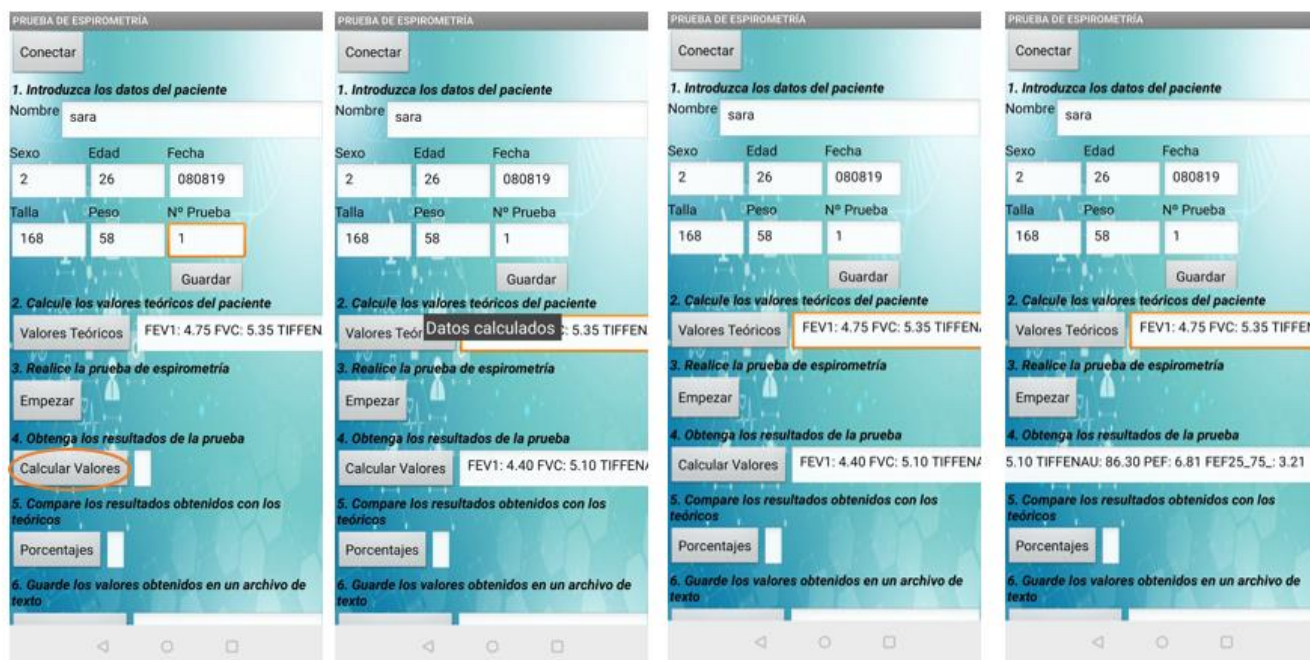 PRUEBA DE ESPIROMETRÍA
Conectar
1. Introduzca los datos del paciente
Nombre sara
Sexo Edad Fecha
2 26 080819
Talla Peso Nº Prueba
168 58 1
Guardar
2. Calcule los valores teóricos del paciente
Valores Teóricos FEV1: 4.75 FVC: 5.35 TIFFEN
3. Realice la prueba de espirometría
Empezar
4. Obtenga los resultados de la prueba
Calcular Valores
5. Compare los resultados obtenidos con los
teóricos
Porcentajes
6. Guarde los valores obtenidos en un archivo de
texto
PRUEBA DE ESPIROMETRÍA
Conectar
1. Introduzca los datos del paciente
Nombre sara
Sexo Edad Fecha
2 26 080819
Talla Peso Nº Prueba
168 58 1
Guardar
2. Calcule los valores teóricos del paciente
Valores Teór Datos calculados : 5.35 TIFFEN
3. Realice la prueba de espirometría
Empezar
4. Obtenga los resultados de la prueba
Calcular Valores FEV1: 4.40 FVC: 5.10 TIFFEN
5. Compare los resultados obtenidos con los
teóricos
Porcentajes
6. Guarde los valores obtenidos en un archivo de
texto
PRUEBA DE ESPIROMETRÍA
Conectar
1. Introduzca los datos del paciente
Nombre sara
Sexo Edad Fecha
2 26 080819
Talla Peso Nº Prueba
168 58 1
Guardar
2. Calcule los valores teóricos del paciente
Valores Teóricos FEV1: 4.75 FVC: 5.35 TIFFEN
3. Realice la prueba de espirometría
Empezar
4. Obtenga los resultados de la prueba
Calcular Valores FEV1: 4.40 FVC: 5.10 TIFFENA
5. Compare los resultados obtenidos con los
teóricos
Porcentajes
6. Guarde los valores obtenidos en un archivo de
texto
PRUEBA DE ESPIROMETRÍA
Conectar
1. Introduzca los datos del paciente
Nombre sara
Sexo Edad Fecha
2 26 080819
Talla Peso Nº Prueba
168 58 1
Guardar
2. Calcule los valores teóricos del paciente
Valores Teóricos FEV1: 4.75 FVC: 5.35 TIFFEN
3. Realice la prueba de espirometría
Empezar
4. Obtenga los resultados de la prueba
5.10 TIFFENAU: 86.30 PEF: 6.81 FEF25_75_: 3.21
5. Compare los resultados obtenidos con los
teóricos
Porcentajes
6. Guarde los valores obtenidos en un archivo de
texto